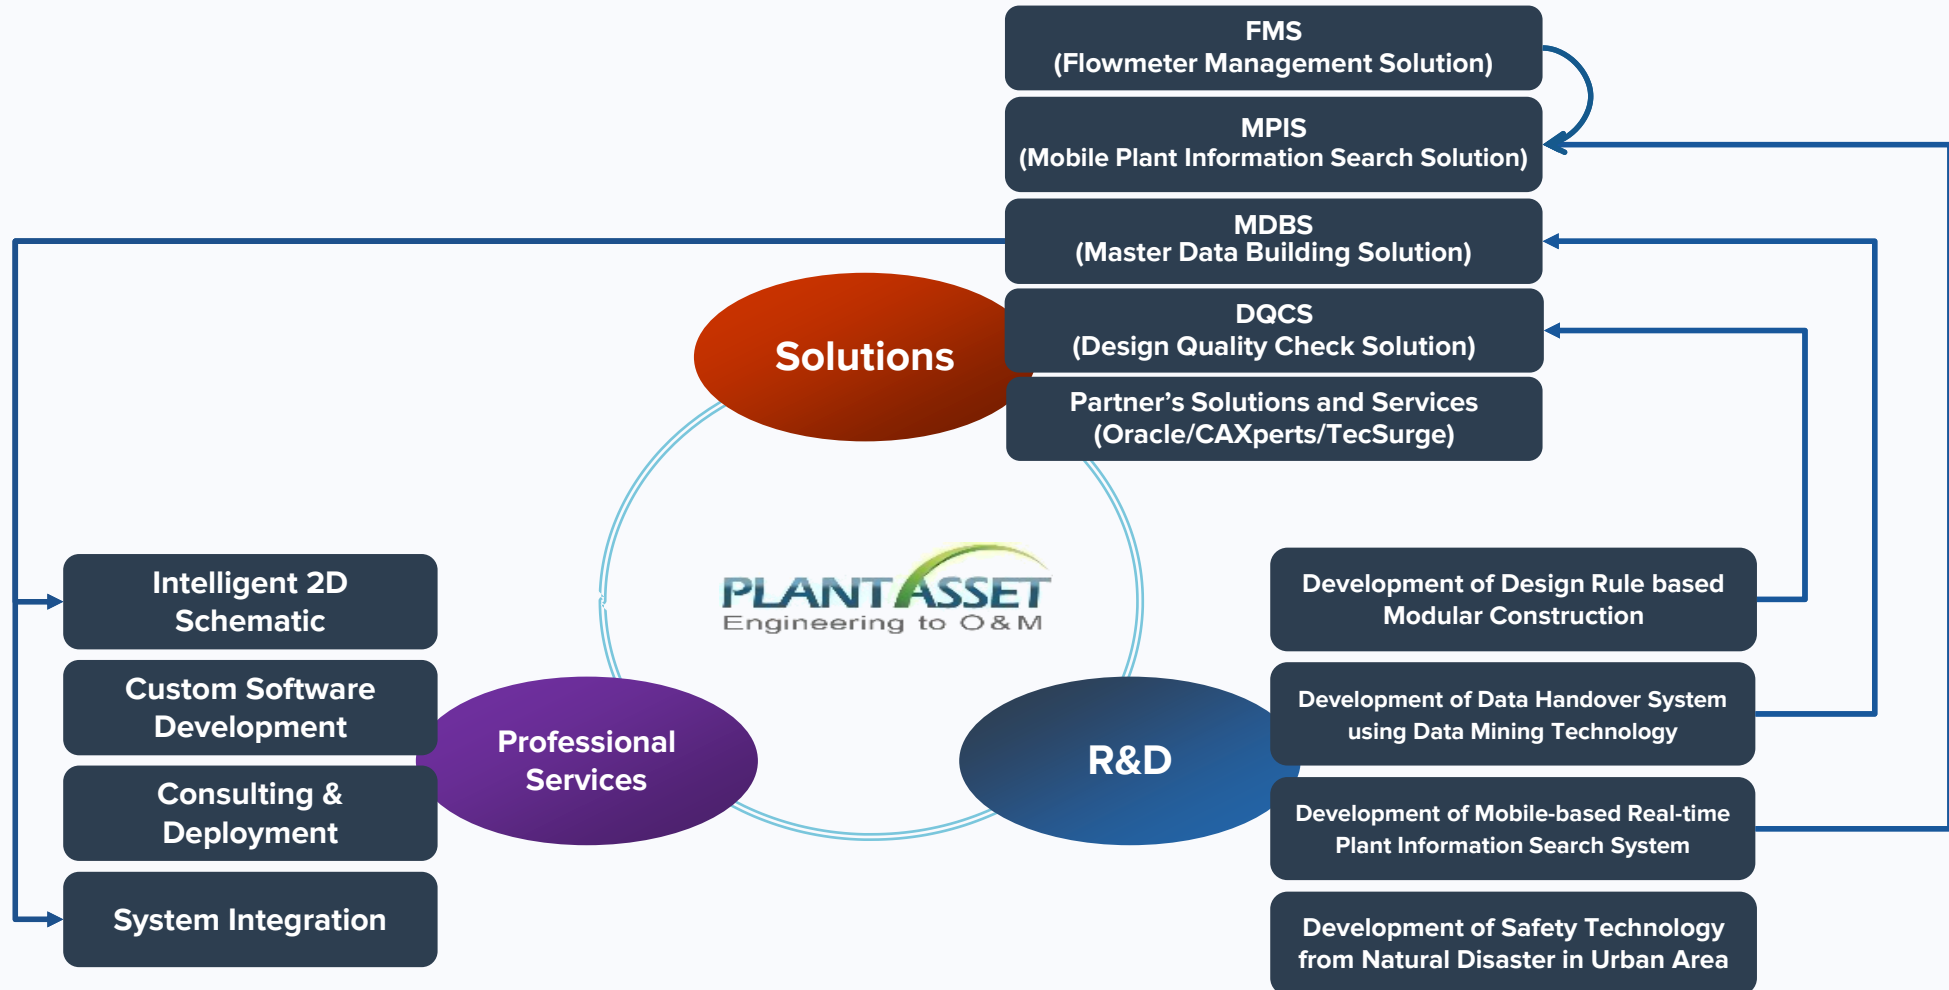 FMS
(Flowmeter Management Solution)
MPIS
(Mobile Plant Information Search Solution)
MDBS
(Master Data Building Solution)
DQCS
(Design Quality Check Solution)
Partner’s Solutions and Services
(Oracle/CAXperts/TecSurge)
Solutions
PLANT ASSET
Engineering to O&M
Intelligent 2D
Schematic
Custom Software
Development
Consulting &
Deployment
System Integration
Professional
Services
R&D
Development of Design Rule based
Modular Construction
Development of Data Handover System
using Data Mining Technology
Development of Mobile-based Real-time
Plant Information Search System
Development of Safety Technology
from Natural Disaster in Urban Area